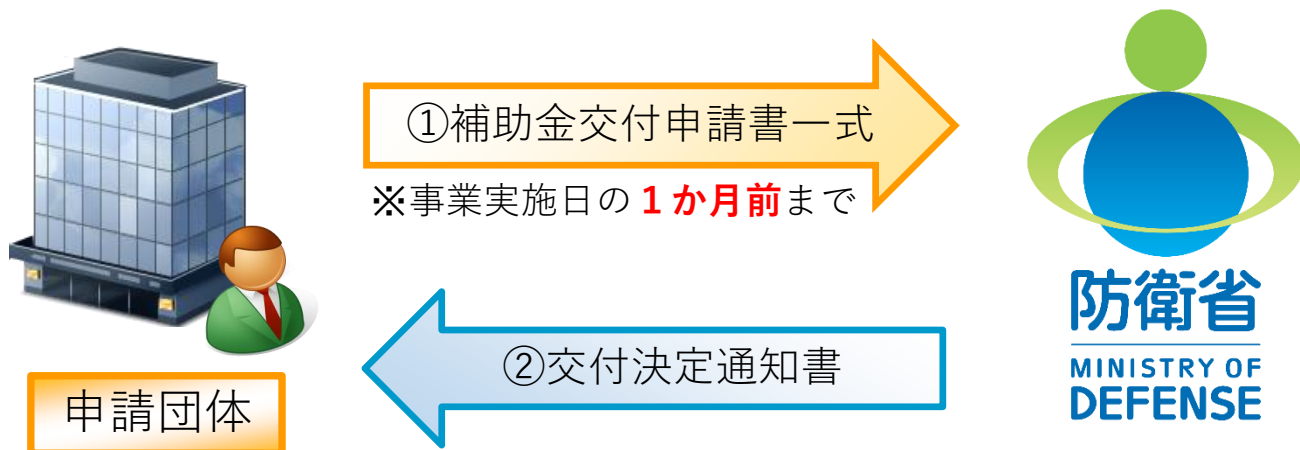 ①補助金交付申請書一式
※事業実施日の１か月前まで
②交付決定通知書
申請団体
防衛省
MINISTRY OF
DEFENSE